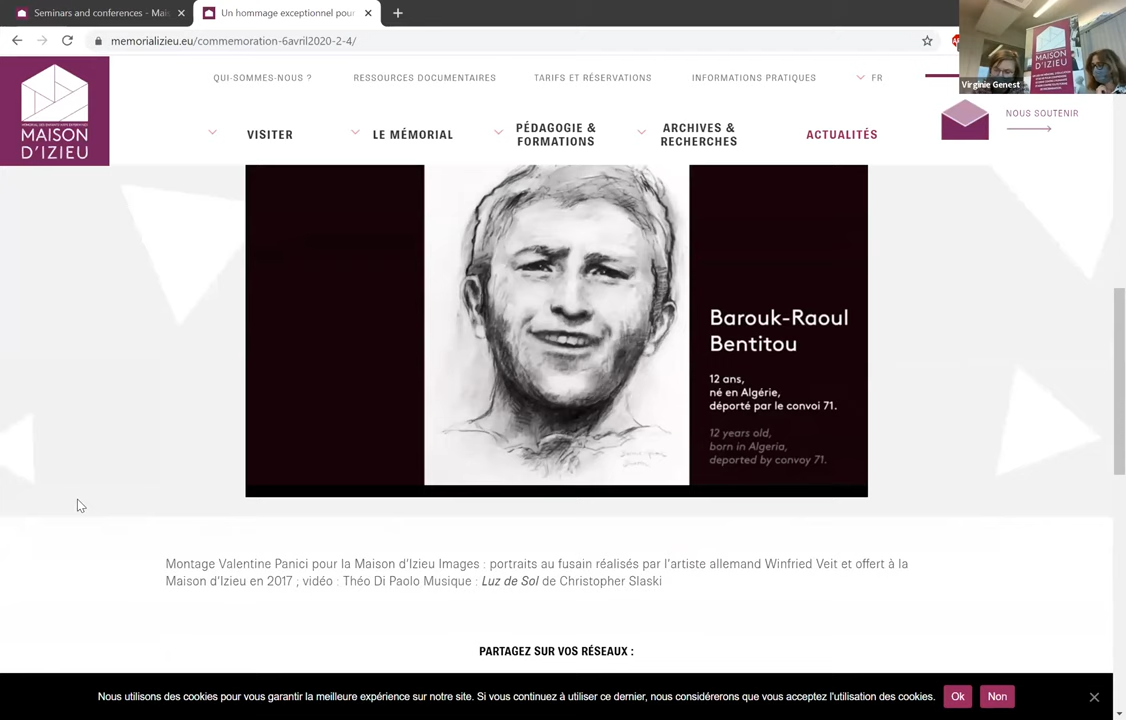 Seminars and conferences - Mai
Un hommage exceptionnel pour
memorializieu.eu/commemoration-6avril2020-2-4/
QUI-SOMMES-NOUS ?
RESSOURCES DOCUMENTAIRES
TARIFS ET RÉSERVATIONS
INFORMATIONS PRATIQUES
FR
MAISON
D'IZIEU
VISITER
LE MÉMORIAL
PÉDAGOGIE &
FORMATIONS
ARCHIVES &
RECHERCHES
ACTUALITÉS
NOUS SOUTENIR
MAISON
D'IZIEU
Virginie Genest
Barouk-Raoul
Bentitou
12 ans,
né en Algérie,
déporté par le convoi 71.
12 years old,
born in Algeria,
deported by convoy 71.
Montage Valentine Panici pour la Maison d'Izieu Images : portraits au fusain réalisés par l'artiste allemand Winfried Veit et offert à la
Maison d'Izieu en 2017 ; vidéo : Théo Di Paolo Musique : Luz de Sol de Christopher Slaski
PARTAGEZ SUR VOS RÉSEAUX :
Nous utilisons des cookies pour vous garantir la meilleure expérience sur notre site. Si vous continuez à utiliser ce dernier, nous considérerons que vous acceptez l'utilisation des cookies.
Ok
Non